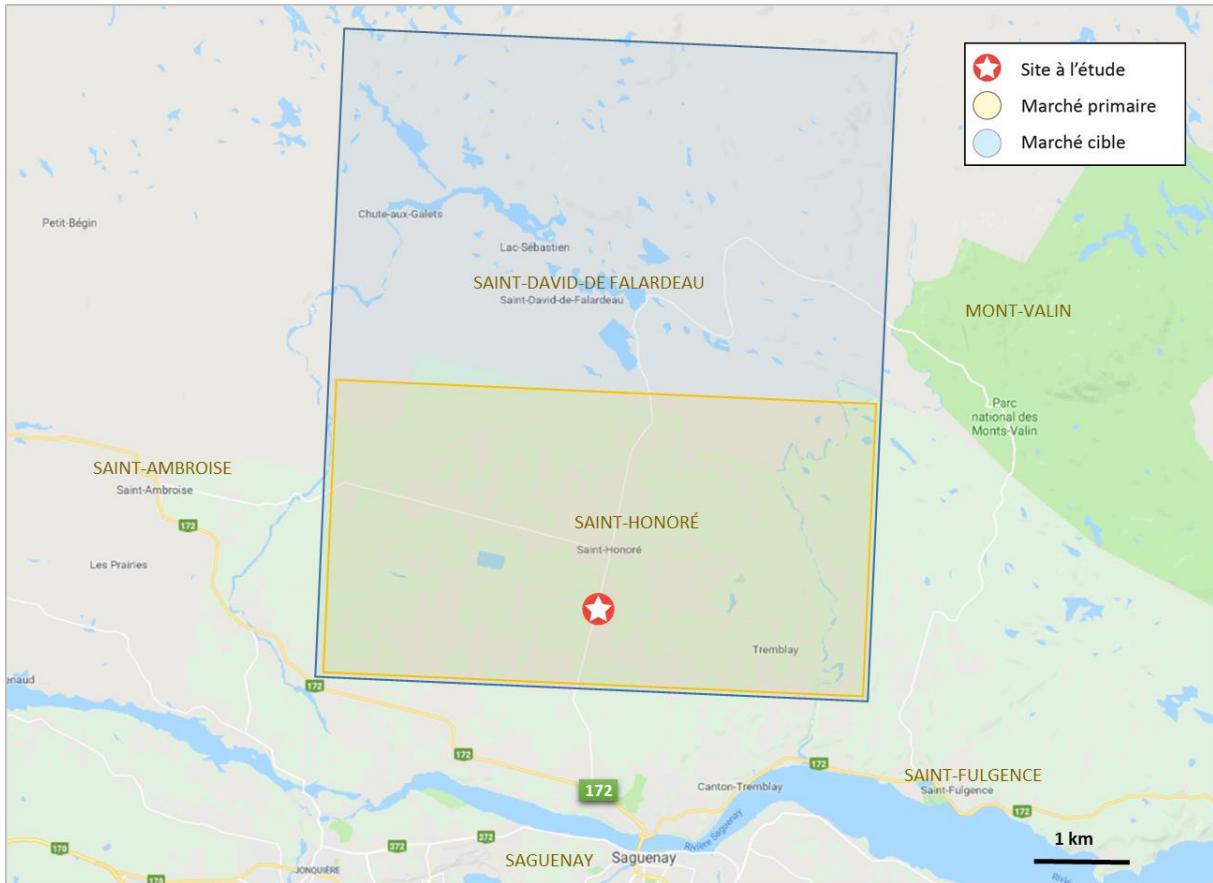 Site à l'étude
Marché primaire
Marché cible
Petit-Bégin
Chute-aux-Galets
Lac-Sébastien
SAINT-DAVID-DE FALARDEAU
Saint-David-de-Falardeau
MONT-VALIN
Parc
national des
Monts-Valin
SAINT-AMBROISE
Saint-Ambroise
172
SAINT-HONORÉ
Saint-Honoré
Les Prairies
Tremblay
enaud
172
172
172
172
Canton-Tremblay
SAINT-FULGENCE
Saint-Fulgence
172
172
Rivière Saguenay
1 km
372
372
170
170
JONQUIÈRE
SAGUENAY
Saguenay
Riviè